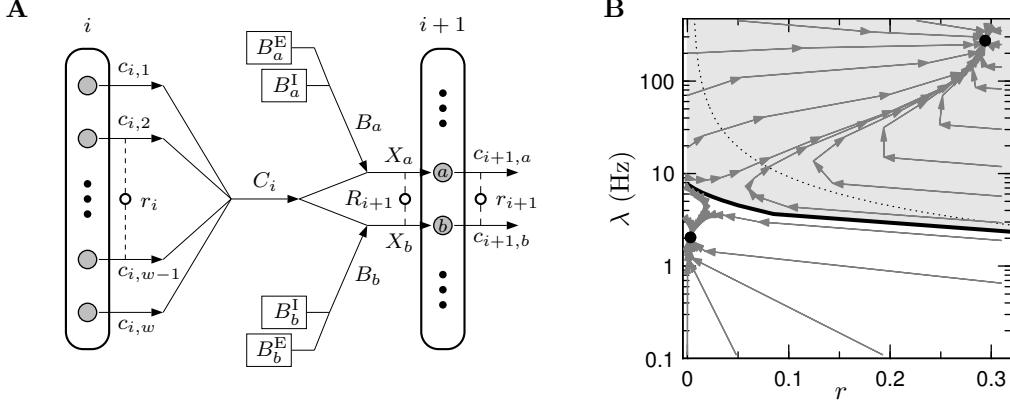 A
i
i + 1
c_{i,1}
c_{i,2}
r_i
c_{i,w−1}
c_{i,w}
C_i
B_a^E
B_a^I
B_a
X_a
R_{i+1}
X_b
B_b
B_b^I
B_b^E
a
b
c_{i+1,a}
r_{i+1}
c_{i+1,b}
B
λ (Hz)
100
10
1
0.1
0 0.1 0.2 0.3
r